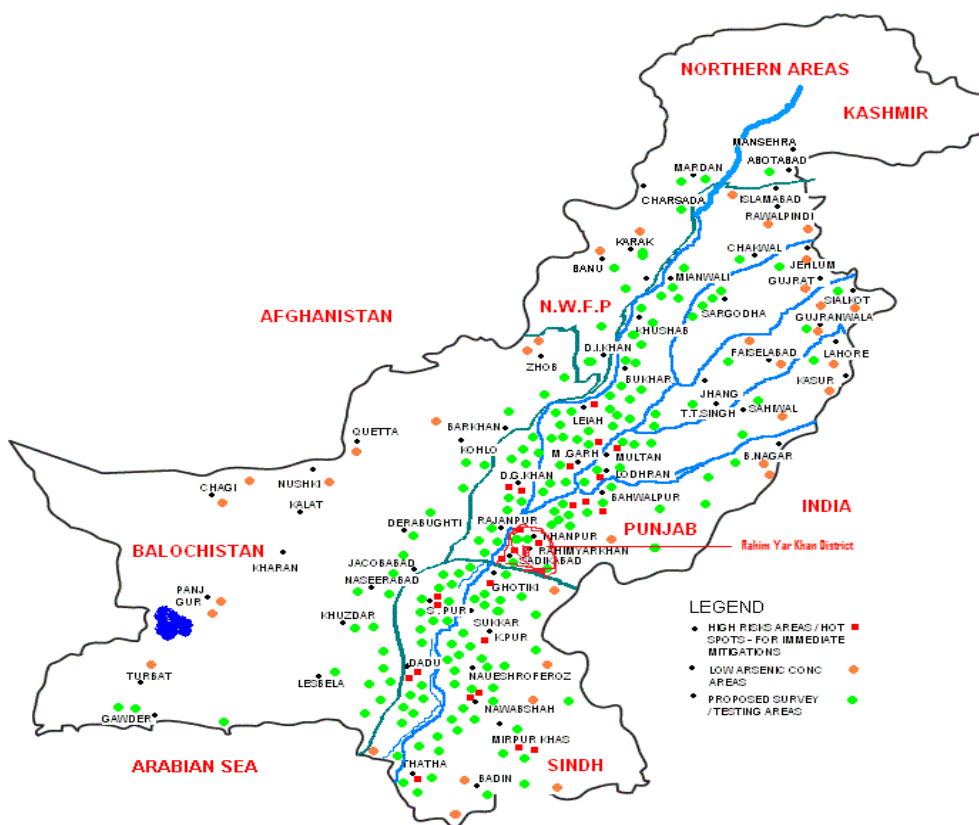 NORTHERN AREAS
KASHMIR
MANSEHRA
ABOTABAD
MARDAN
CHARSADA
ISLAMABAD
RAWALPINDI
KARAK
CHAKWAL
BANU
JEHLUM
MIANWALI
GUJRAT
SIALKOT
N.W.F.P
SARGODHA
AFGHANISTAN
KHUSHAB
GUJRANWALA
D.I.KHAN
FAISELABAD
LAHORE
ZHOB
BUKHAR
KASUR
JHANG
LEIAH
T.T.SINGH
SAHIWAL
BARKHAN
QUETTA
KOHLO
M.GARH
MULTAN
B.NAGAR
NUSHKI
D.G.KHAN
LODHRAN
CHAGI
BAHWALPUR
KALAT
INDIA
DERABUGHTI
RAJANPUR
PUNJAB
KHANPUR
BALOCHISTAN
RAHIMYARKHAN
Rahim Yar Khan District
SADIKABAD
KHARAN
JACOBABAD
NASEERABAD
GHOTIKI
PANJ
GUR
S.PUR
LEGEND
KHUZDAR
SUKKAR
K.PUR
HIGH RISKS AREAS / HOT
SPOTS - FOR IMMEDIATE
MITIGATIONS
DADU
LOW ARSENIC CONC
AREAS
TURBAT
LESBELA
NAUESHROFEROZ
PROPOSED SURVEY
/ TESTING AREAS
GAWDER
NAWABSHAH
MIRPUR KHAS
ARABIAN SEA
SINDH
THATHA
BADIN